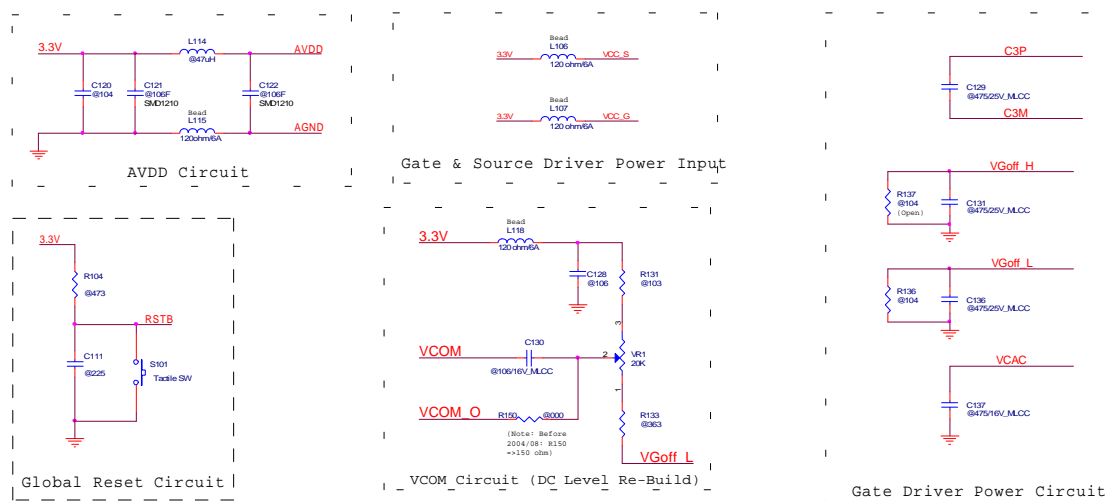 3.3V
L114
@47uH
AVDD
C120
@104
C121
@106F
SMD1210
C122
@106F
SMD1210
Bead
L115
120ohm/6A
AGND
AVDD Circuit
Bead
L106
3.3V
120 ohm/6A
VCC_S
Bead
L107
3.3V
120 ohm/6A
VCC_G
Gate & Source Driver Power Input
C3P
C129
@475/25V_MLCC
C3M
VGoff_H
R137
@104
(Open)
C131
@475/25V_MLCC
VGoff_L
R136
@104
C136
@475/25V_MLCC
VCAC
C137
@475/16V_MLCC
Gate Driver Power Circuit
3.3V
R104
@473
RSTB
C111
@225
S101
Tactile SW
Global Reset Circuit
Bead
3.3V
L118
120 ohm/6A
C128
@106
R131
@103
3
VCOM
C130
@106/16V_MLCC
2
VR1
20K
1
VCOM_O
R150
@000
(Note: Before
2004/08: R150
=>150 ohm)
R133
@363
VGoff_L
VCOM Circuit (DC Level Re-Build)